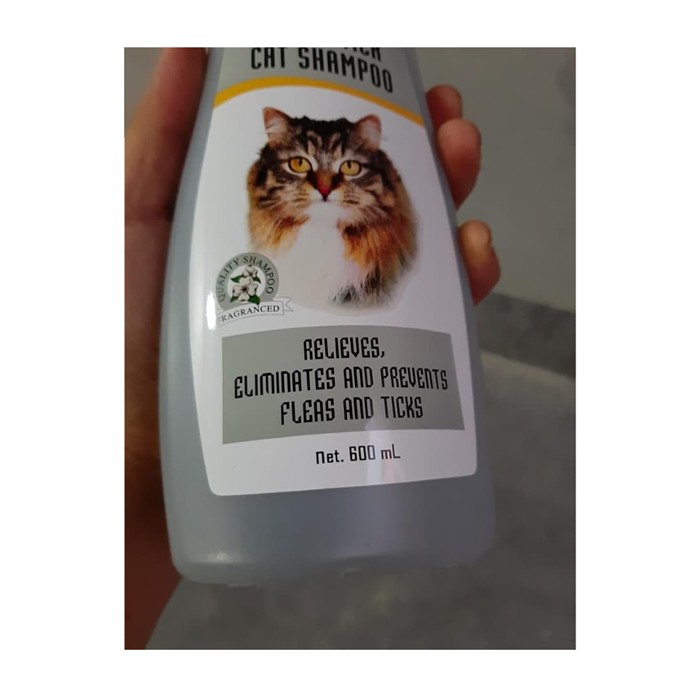 CAT SHAMPOO
QUALITY SHAMPOO
FRAGRANCED
RELIEVES,
ELIMINATES AND PREVENTS
FLEAS AND TICKS
Net. 600 mL